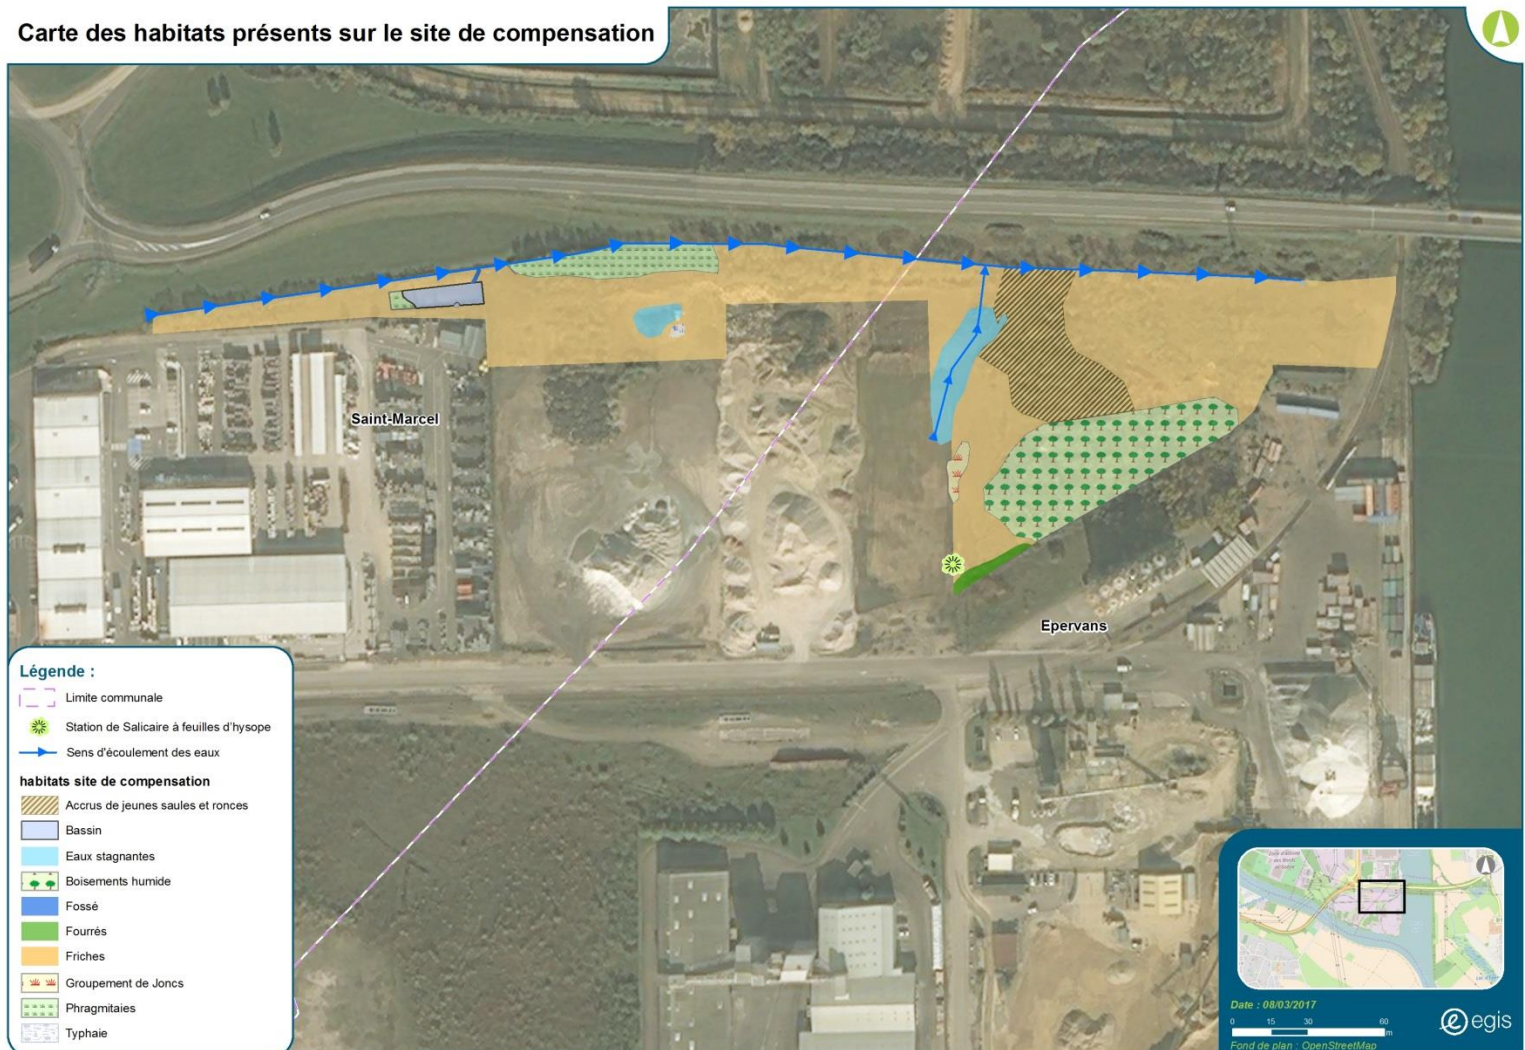 Carte des habitats présents sur le site de compensation
Saint-Marcel
Epervans
Légende :
Limite communale
Station de Salicaire à feuilles d'hysope
Sens d'écoulement des eaux
habitats site de compensation
Accrus de jeunes saules et ronces
Bassin
Eaux stagnantes
Boisements humide
Fossé
Fourrés
Friches
Groupement de Joncs
Phragmitaies
Typhaie
Date : 08/03/2017
0 15 30 60
m
Fond de plan : OpenStreetMap
egis